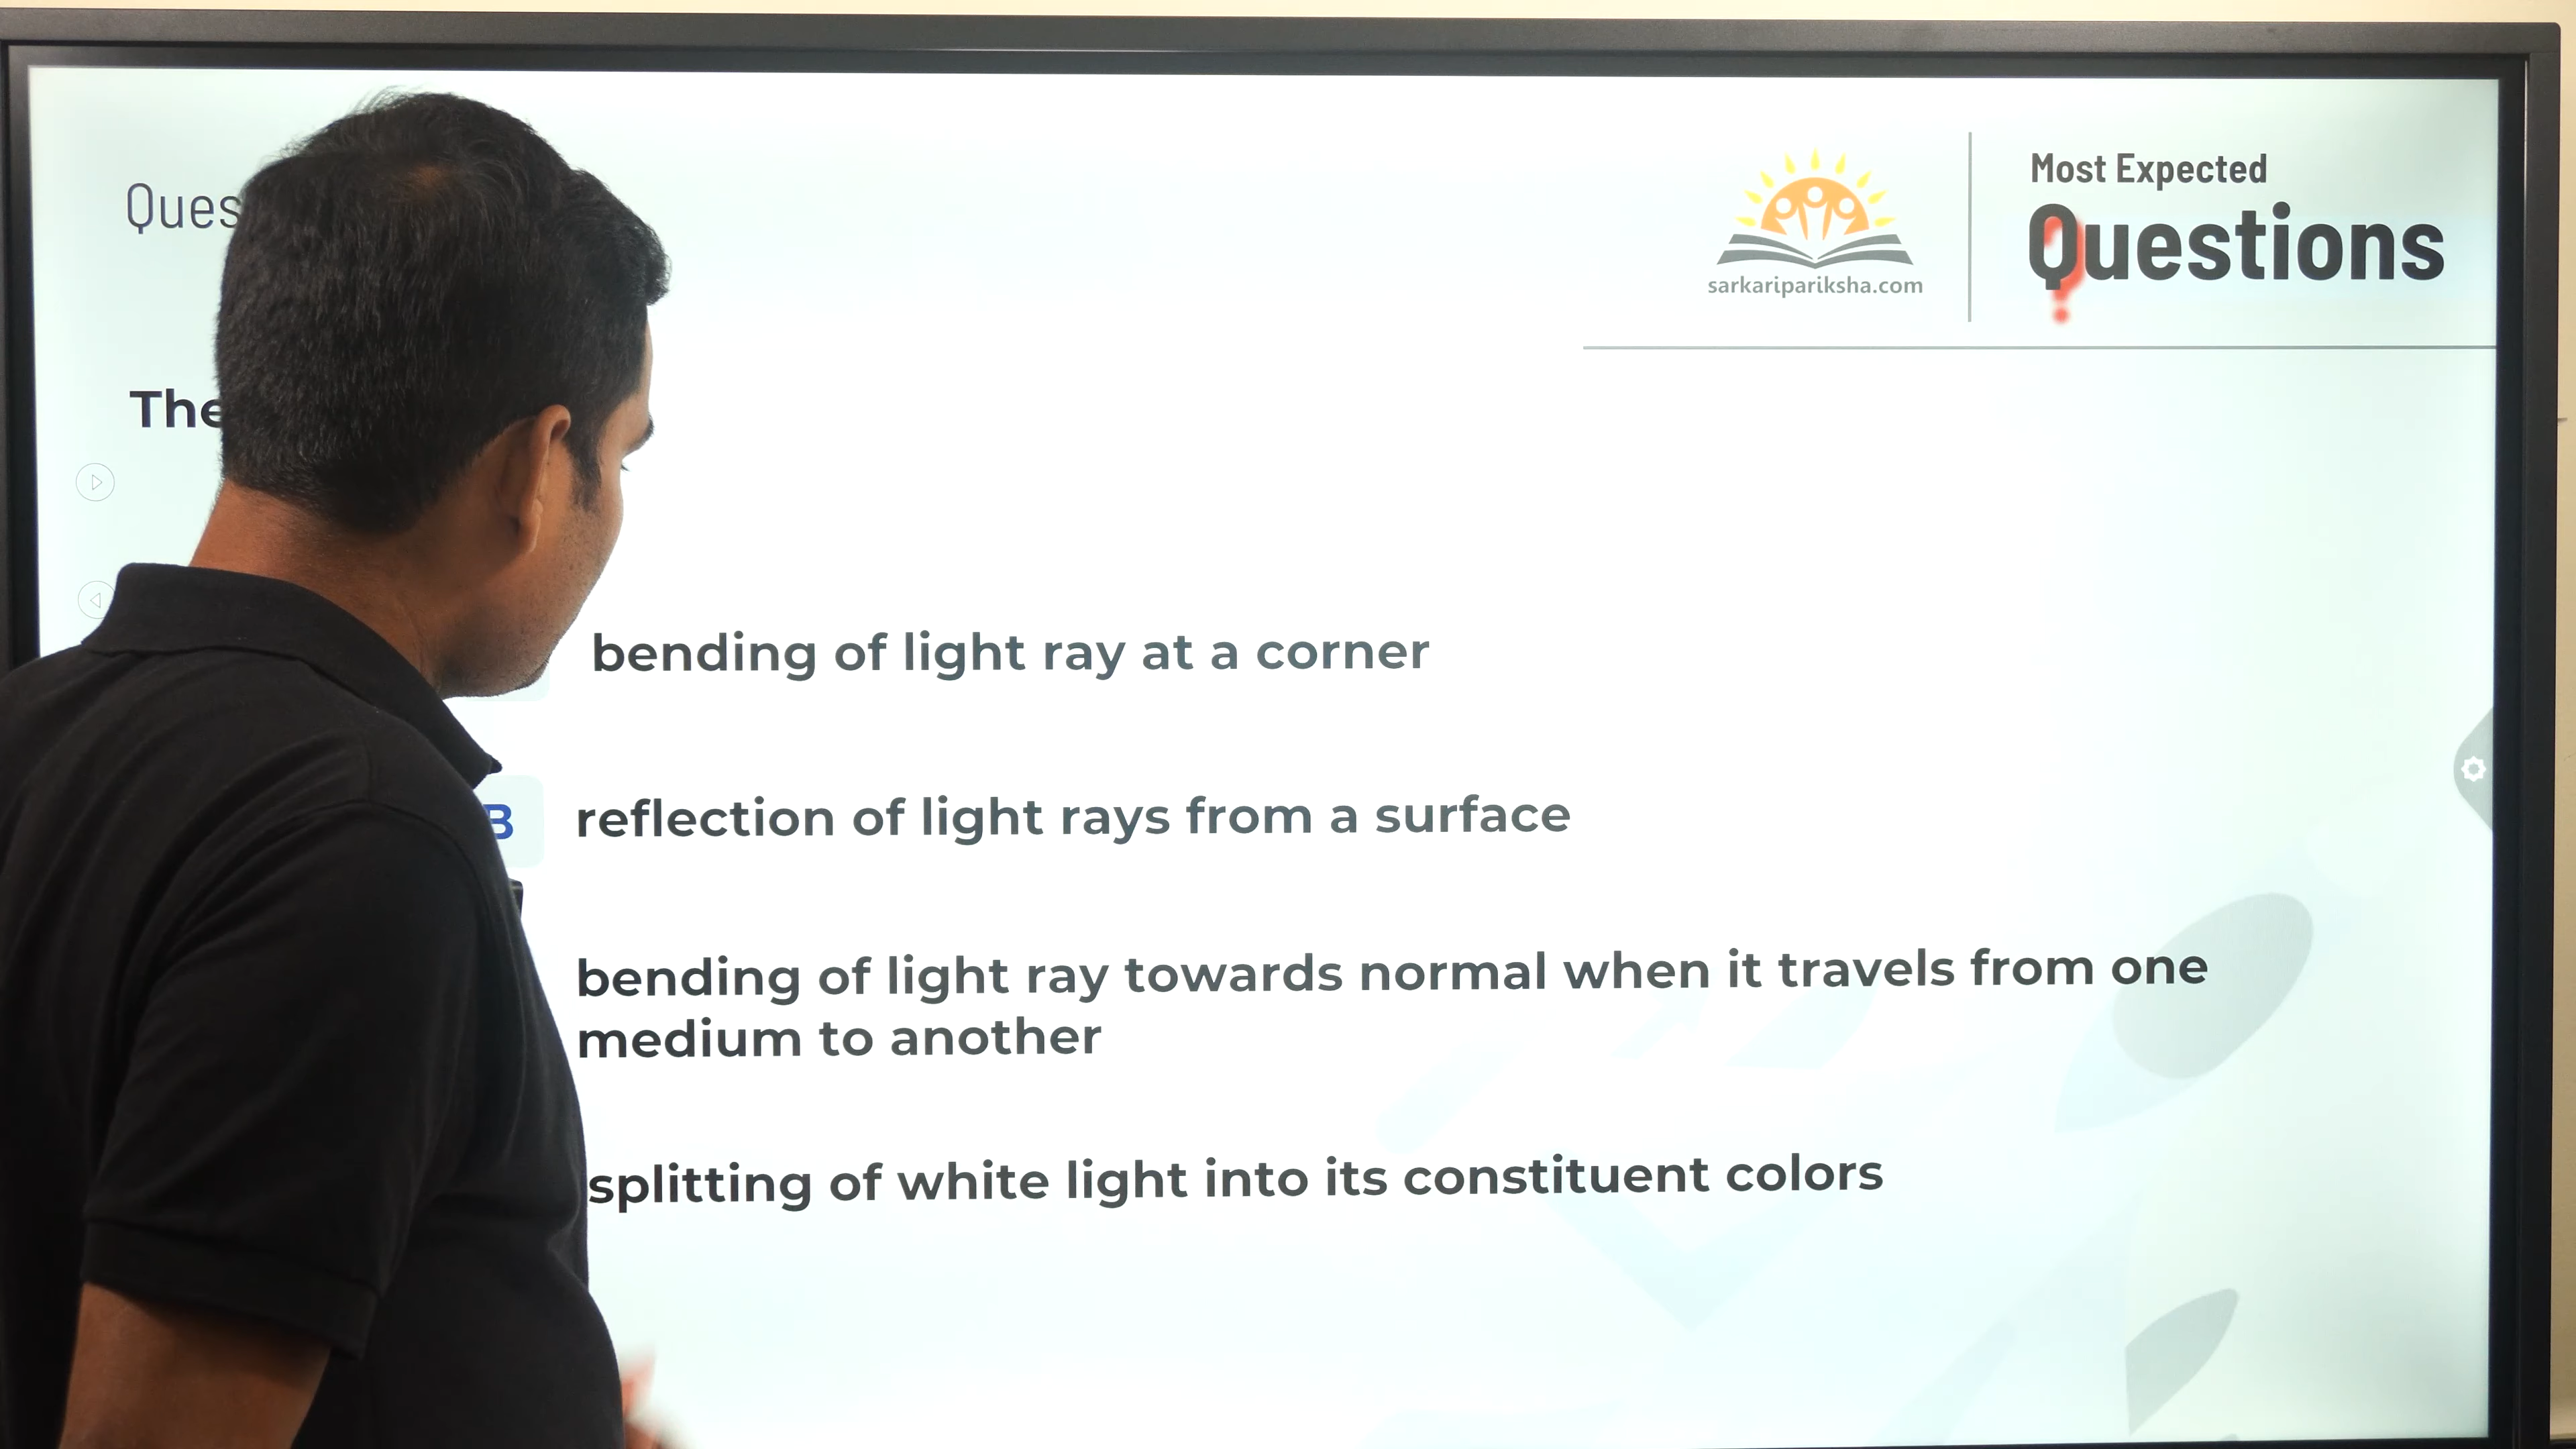 Most Expected
Questions
sarkaripariksha.com
bending of light ray at a corner
B
reflection of light rays from a surface
bending of light ray towards normal when it travels from one
medium to another
splitting of white light into its constituent colors